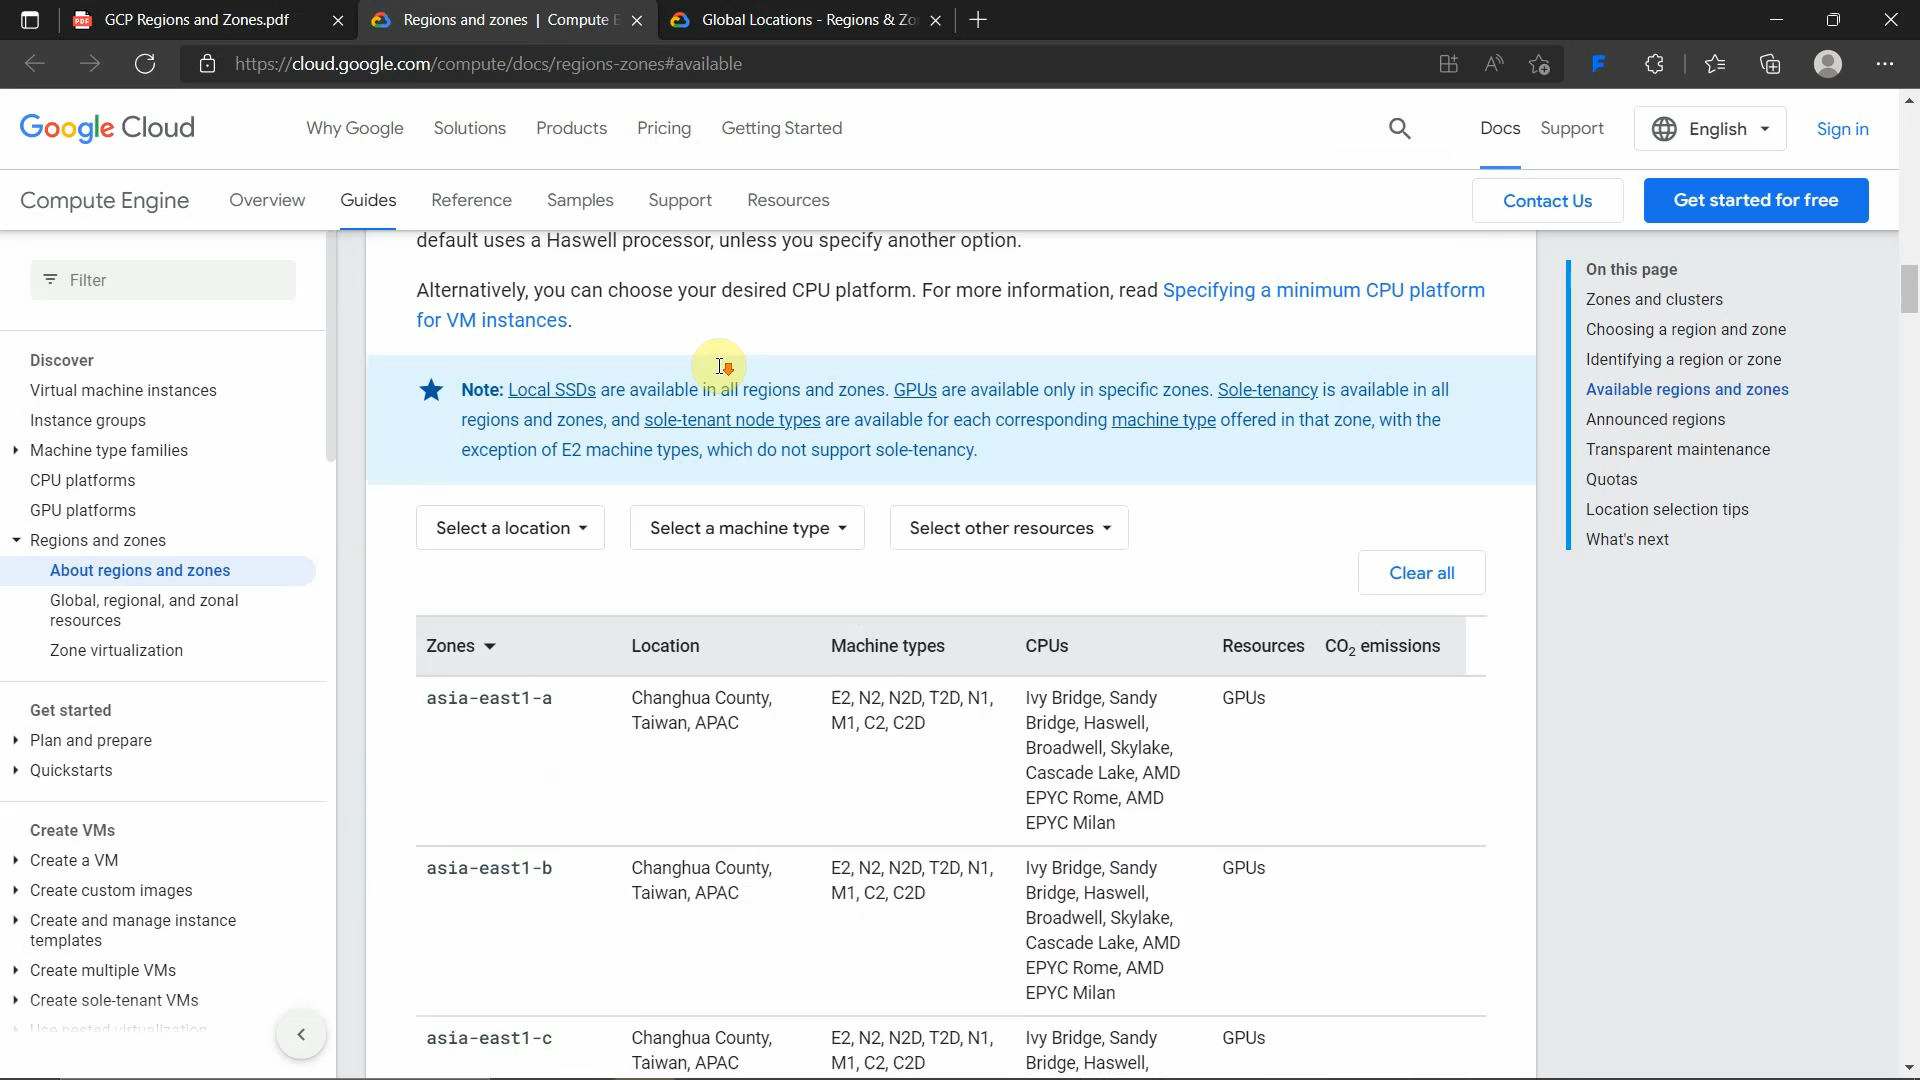 GCP Regions and Zones.pdf
Regions and zones | Compute E
Global Locations - Regions & Zo
https://cloud.google.com/compute/docs/regions-zones#available
Google Cloud
Why Google
Solutions
Products
Pricing
Getting Started
Docs
Support
English
Sign in
Compute Engine
Overview
Guides
Reference
Samples
Support
Resources
Contact Us
Get started for free
Filter
Discover
Virtual machine instances
Instance groups
Machine type families
CPU platforms
GPU platforms
Regions and zones
About regions and zones
Global, regional, and zonal
resources
Zone virtualization
Get started
Plan and prepare
Quickstarts
Create VMs
Create a VM
Create custom images
Create and manage instance
templates
Create multiple VMs
Create sole-tenant VMs
Use nested virtualization
default uses a Haswell processor, unless you specify another option.
Alternatively, you can choose your desired CPU platform. For more information, read Specifying a minimum CPU platform
for VM instances.
Note: Local SSDs are available in all regions and zones. GPUs are available only in specific zones. Sole-tenancy is available in all
regions and zones, and sole-tenant node types are available for each corresponding machine type offered in that zone, with the
exception of E2 machine types, which do not support sole-tenancy.
Select a location
Select a machine type
Select other resources
Clear all
Zones Location Machine types CPUs Resources CO2 emissions
asia-east1-a Changhua County, E2, N2, N2D, T2D, N1, Ivy Bridge, Sandy GPUs
Taiwan, APAC M1, C2, C2D Bridge, Haswell,
Broadwell, Skylake,
Cascade Lake, AMD
EPYC Rome, AMD
EPYC Milan
asia-east1-b Changhua County, E2, N2, N2D, T2D, N1, Ivy Bridge, Sandy GPUs
Taiwan, APAC M1, C2, C2D Bridge, Haswell,
Broadwell, Skylake,
Cascade Lake, AMD
EPYC Rome, AMD
EPYC Milan
asia-east1-c Changhua County, E2, N2, N2D, T2D, N1, Ivy Bridge, Sandy GPUs
Taiwan, APAC M1, C2, C2D Bridge, Haswell,
On this page
Zones and clusters
Choosing a region and zone
Identifying a region or zone
Available regions and zones
Announced regions
Transparent maintenance
Quotas
Location selection tips
What's next